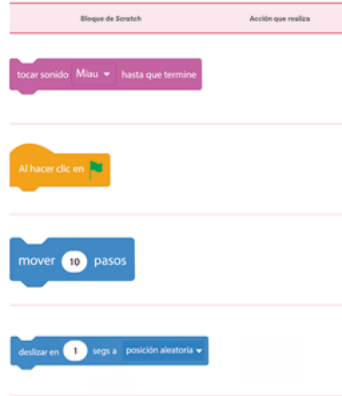 Bloque de Scratch Acción que realiza
tocar sonido Miau hasta que termine
Al hacer clic en
mover 10 pasos
deslizar en 1 segs a posición aleatoria